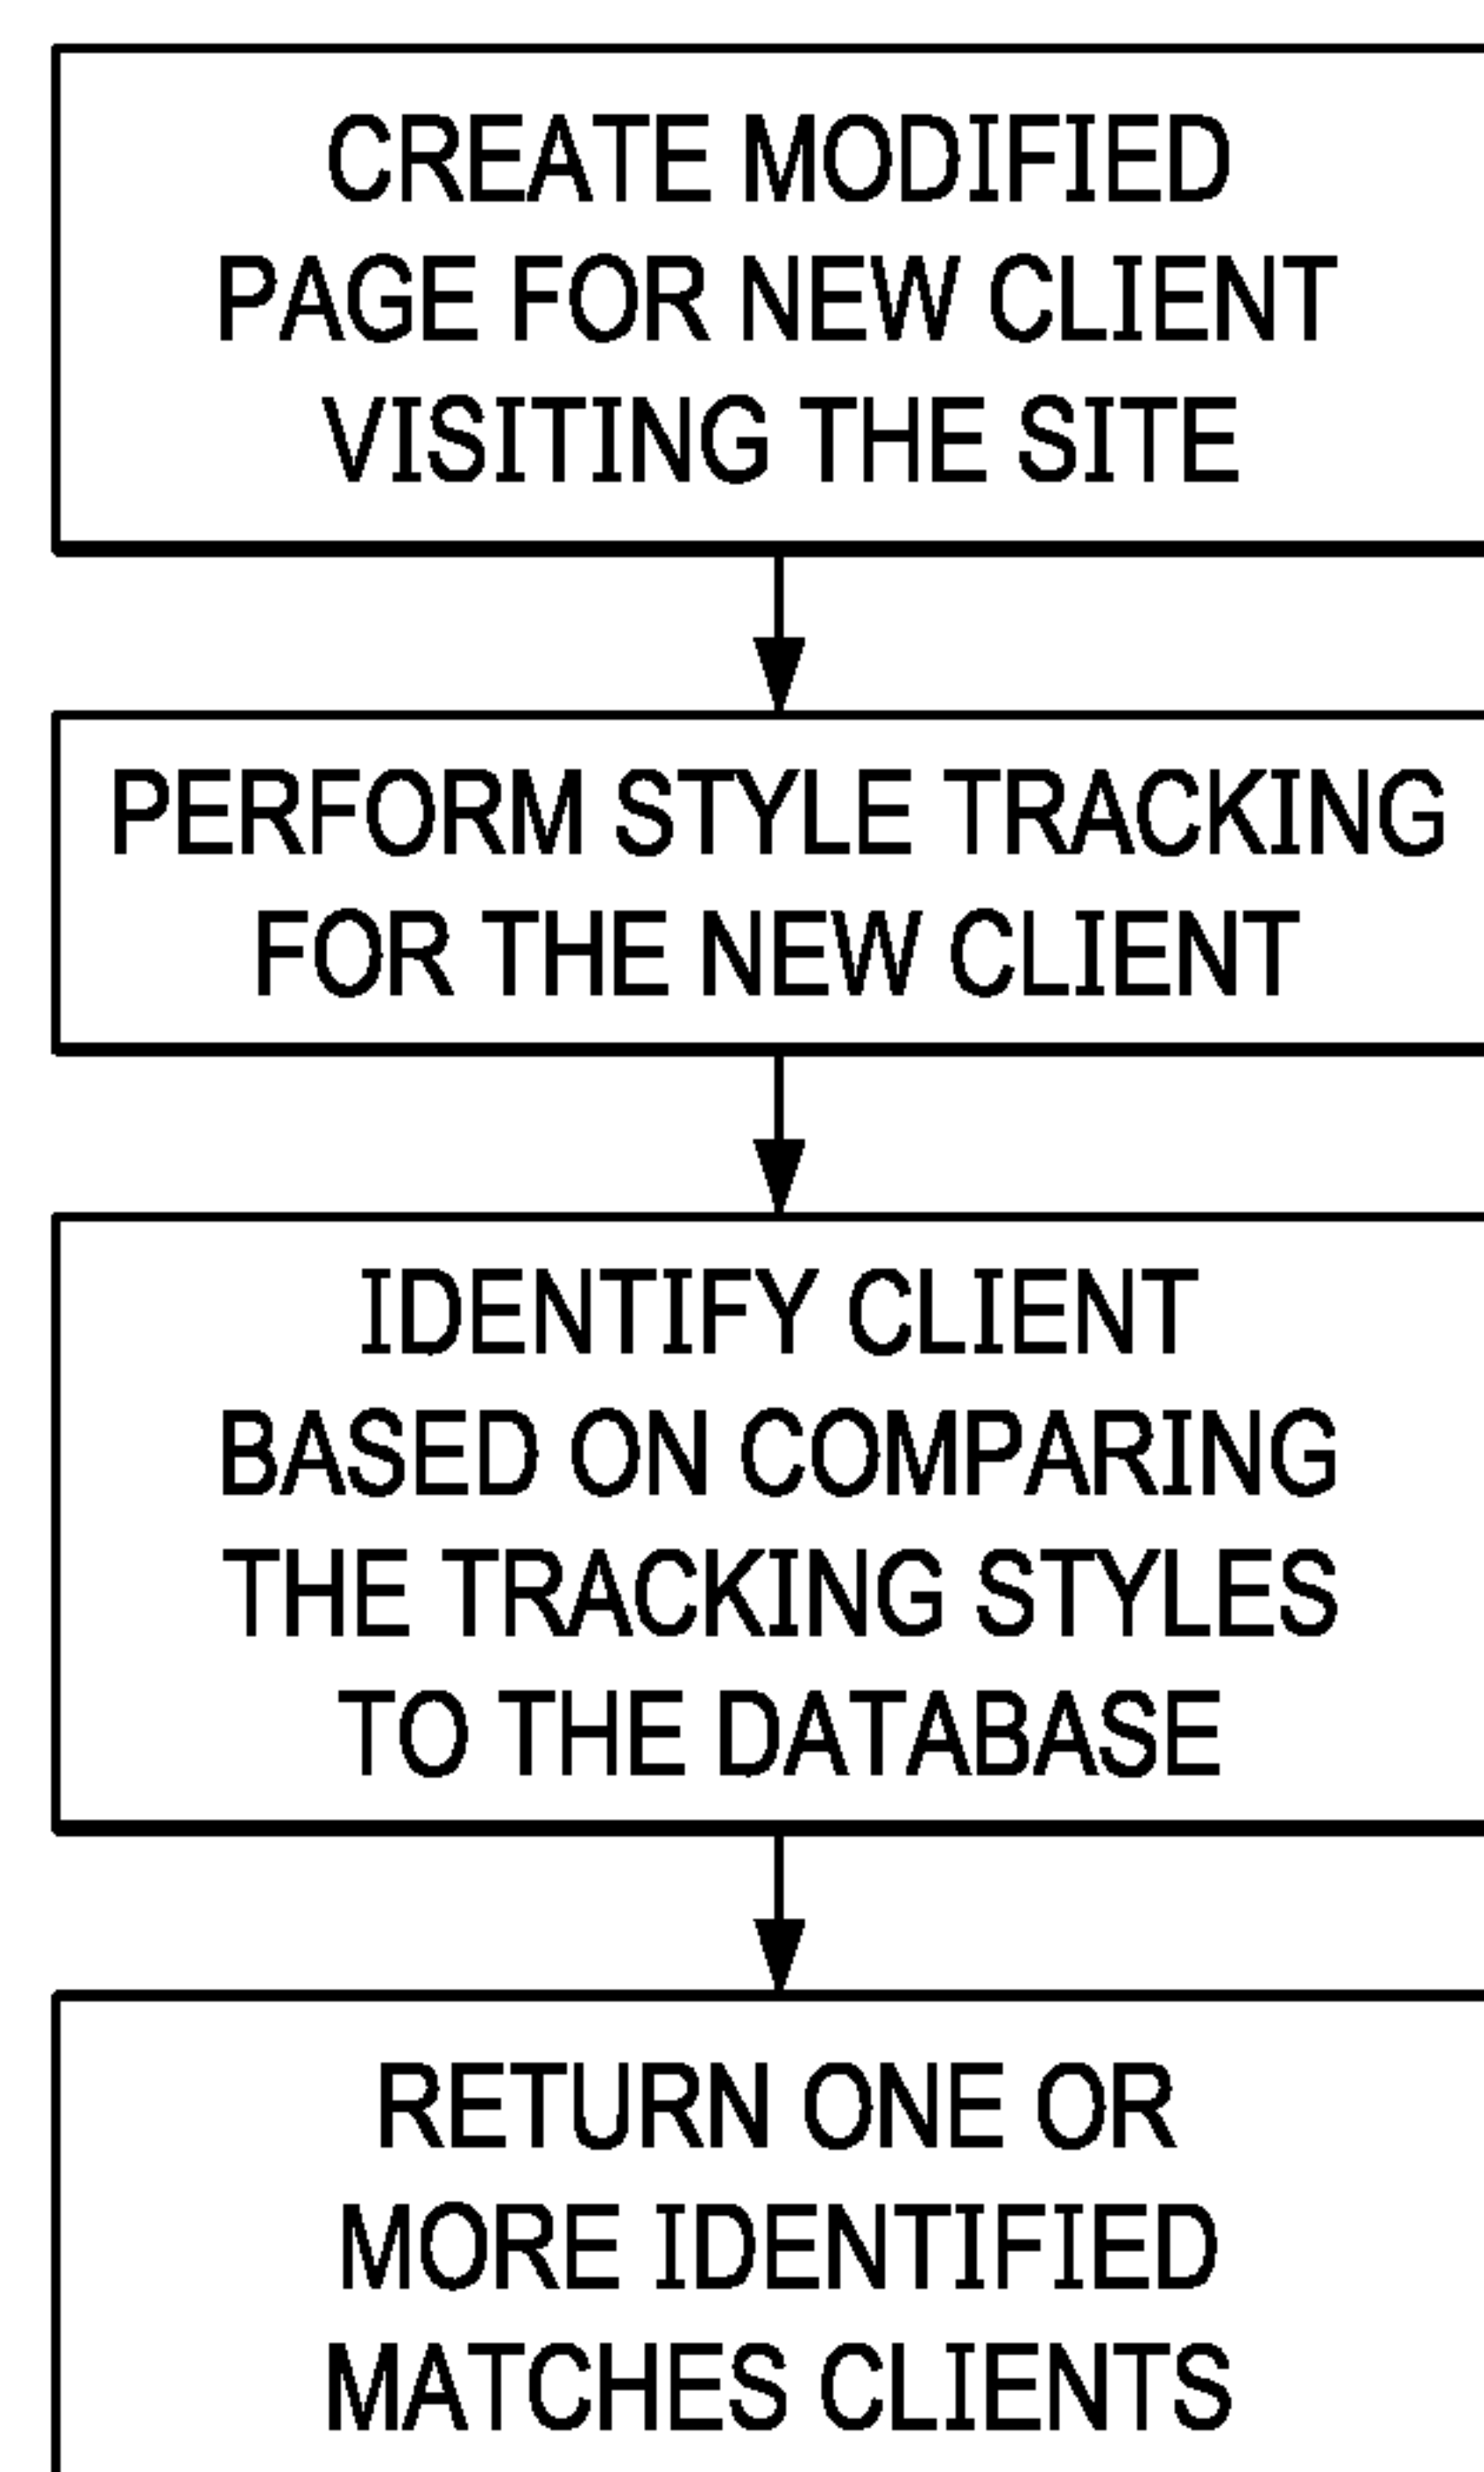 CREATE MODIFIED
PAGE FOR NEW CLIENT
VISITING THE SITE
PERFORM STYLE TRACKING
FOR THE NEW CLIENT
IDENTIFY CLIENT
BASED ON COMPARING
THE TRACKING STYLES
TO THE DATABASE
RETURN ONE OR
MORE IDENTIFIED
MATCHES CLIENTS